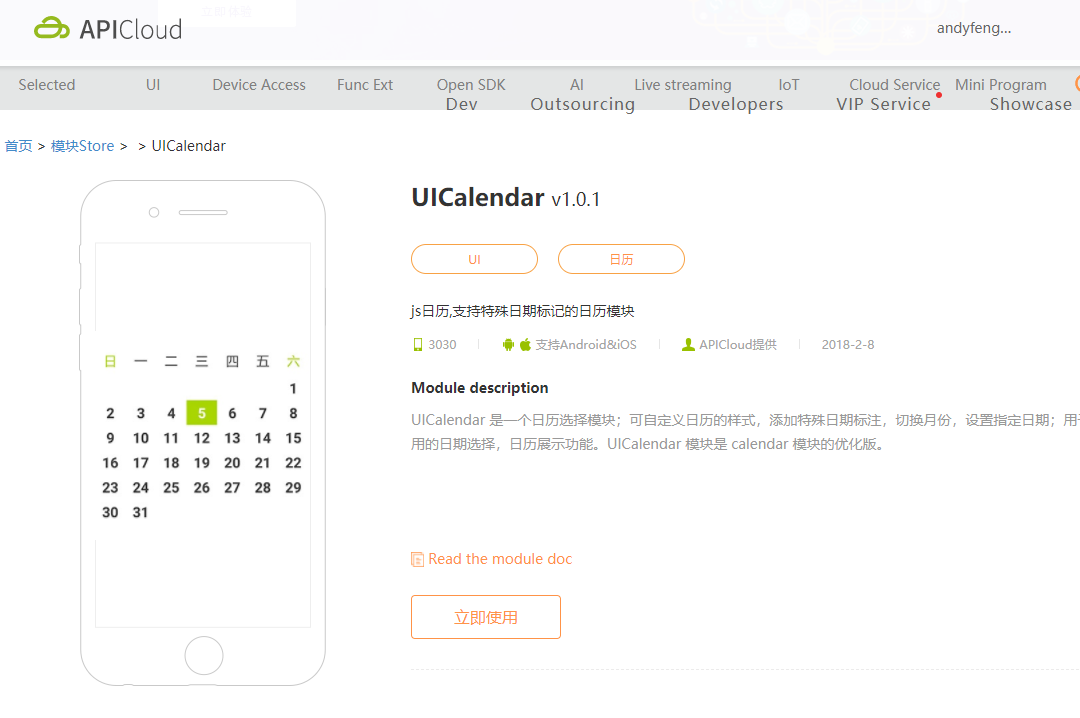 立即体验
APICloud
andyfeng...
Selected UI Device Access Func Ext Open SDK AI Live streaming IoT Cloud Service Mini Program
Dev Outsourcing Developers VIP Service Showcase
首页 > 模块Store > > UICalendar
UICalendar v1.0.1
UI 日历
js日历,支持特殊日期标记的日历模块
3030 支持Android&iOS APICloud提供 2018-2-8
Module description
UICalendar 是一个日历选择模块；可自定义日历的样式，添加特殊日期标注，切换月份，设置指定日期；用
用的日期选择，日历展示功能。UICalendar 模块是 calendar 模块的优化版。
Read the module doc
立即使用
日 一 二 三 四 五 六
1
2 3 4 5 6 7 8
9 10 11 12 13 14 15
16 17 18 19 20 21 22
23 24 25 26 27 28 29
30 31